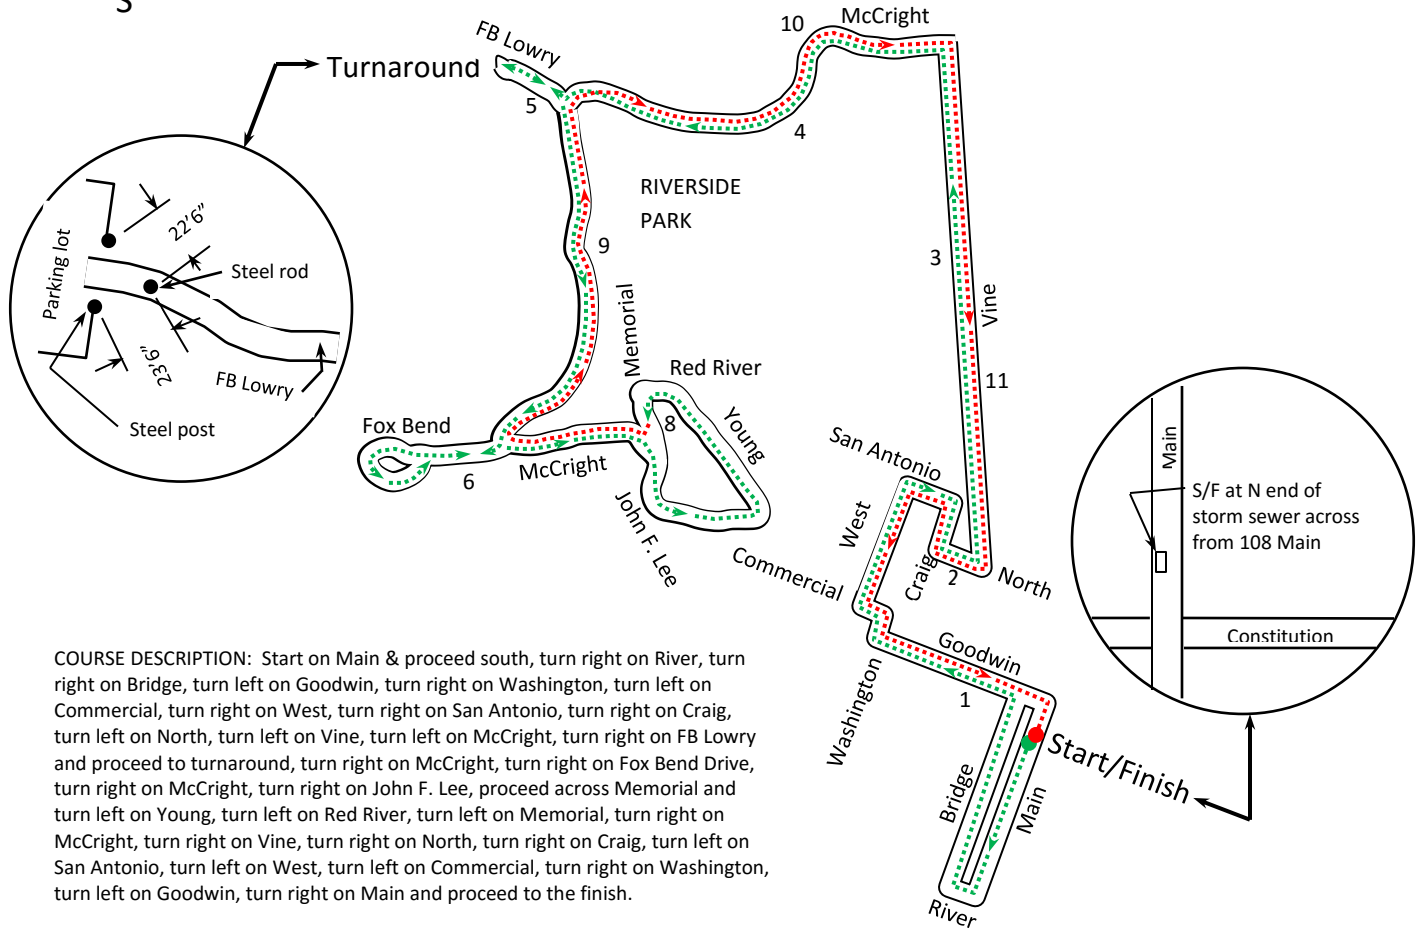 S
10
McCright
FB Lowry
Turnaround
5
4
RIVERSIDE
PARK
22'6"
Parking lot
Steel rod
9
3
Memorial
Vine
23'6"
FB Lowry
Red River
11
Steel post
Fox Bend
8
Young
San Antonio
Main
6
McCright
S/F at N end of
storm sewer across
from 108 Main
West
John F. Lee
Commercial
Craig
2
North
Constitution
Goodwin
Washington
1
Start/Finish
Bridge
Main
River
COURSE DESCRIPTION: Start on Main & proceed south, turn right on River, turn
right on Bridge, turn left on Goodwin, turn right on Washington, turn left on
Commercial, turn right on West, turn right on San Antonio, turn right on Craig,
turn left on North, turn left on Vine, turn left on McCright, turn right on FB Lowry
and proceed to turnaround, turn right on McCright, turn right on Fox Bend Drive,
turn right on McCright, turn right on John F. Lee, proceed across Memorial and
turn left on Young, turn left on Red River, turn left on Memorial, turn right on
McCright, turn right on Vine, turn right on North, turn right on Craig, turn left on
San Antonio, turn left on West, turn left on Commercial, turn right on Washington,
turn left on Goodwin, turn right on Main and proceed to the finish.